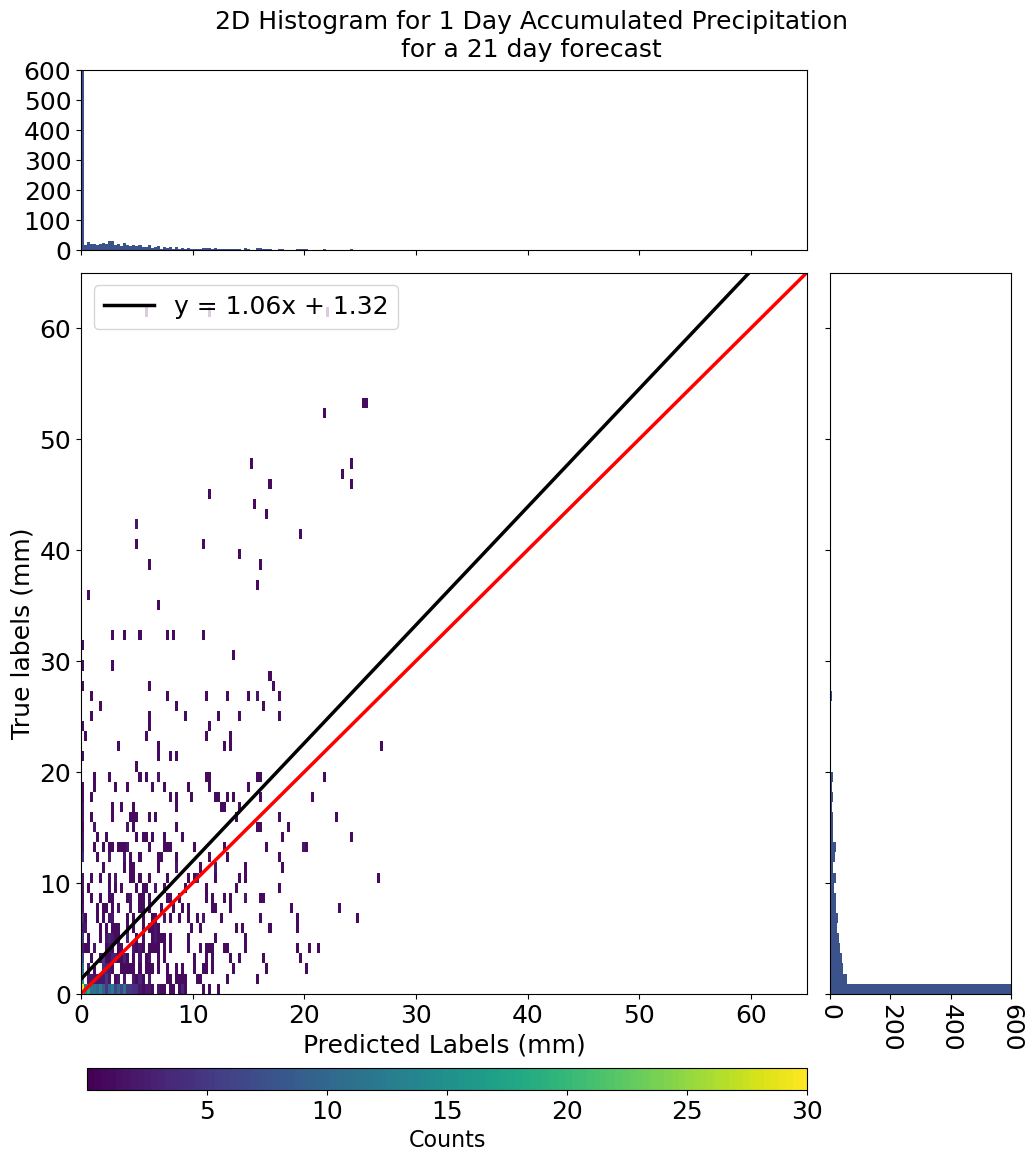 2D Histogram for 1 Day Accumulated Precipitation
for a 21 day forecast
600
500
400
300
200
100
0
y = 1.06x + 1.32
60
50
40
30
20
10
0
True labels (mm)
0 10 20 30 40 50 60
Predicted Labels (mm)
0 200 400 600
5 10 15 20 25 30
Counts